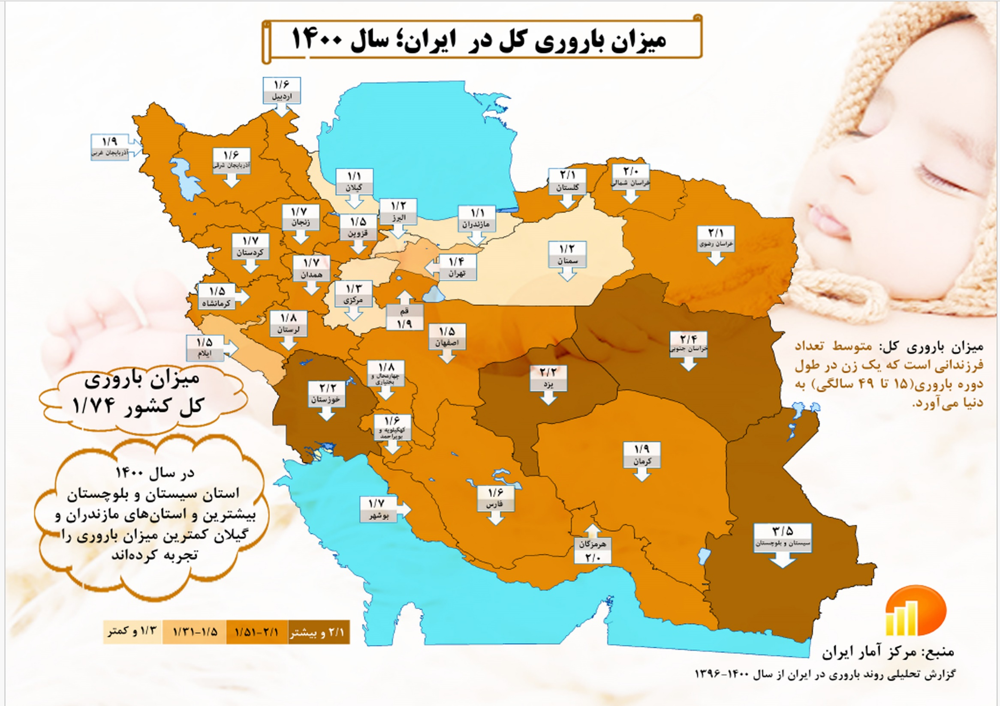 میزان باروری کل در ایران؛ سال ۱۴۰۰
۱/۶
اردبیل
۱/۹
آذربایجان غربی
۱/۶
آذربایجان شرقی
۱/۱
گیلان
۲/۱
گلستان
۲/۰
خراسان شمالی
۱/۷
زنجان
۱/۵
قزوین
۱/۲
البرز
۱/۱
مازندران
۲/۱
خراسان رضوی
۱/۷
کردستان
۱/۷
همدان
۱/۴
تهران
۱/۲
سمنان
۱/۵
کرمانشاه
۱/۳
مرکزی
قم
۱/۹
۱/۸
لرستان
۱/۵
اصفهان
۱/۵
ایلام
۲/۴
خراسان جنوبی
۱/۸
چهارمحال و
بختیاری
۲/۲
یزد
۲/۲
خوزستان
۱/۶
کهگیلویه و
بویراحمد
۱/۹
کرمان
۱/۶
فارس
۱/۷
بوشهر
هرمزگان
۲/۰
۳/۵
سیستان و بلوچستان
میزان باروری کل: متوسط تعداد
فرزندانی است که یک زن در طول
دوره باروری(۱۵ تا ۴۹ سالگی) به
دنیا می‌آورد.
میزان باروری
کل کشور ۱/۷۴
در سال ۱۴۰۰
استان سیستان و بلوچستان
بیشترین و استان‌های مازندران و
گیلان کمترین میزان باروری را
تجربه کرده‌اند
۲/۱ و بیشتر
۱/۵۱-۲/۱
۱/۳۱-۱/۵
۱/۳ و کمتر
منبع: مرکز آمار ایران
گزارش تحلیلی روند باروری در ایران از سال ۱۴۰۰-۱۳۹۶